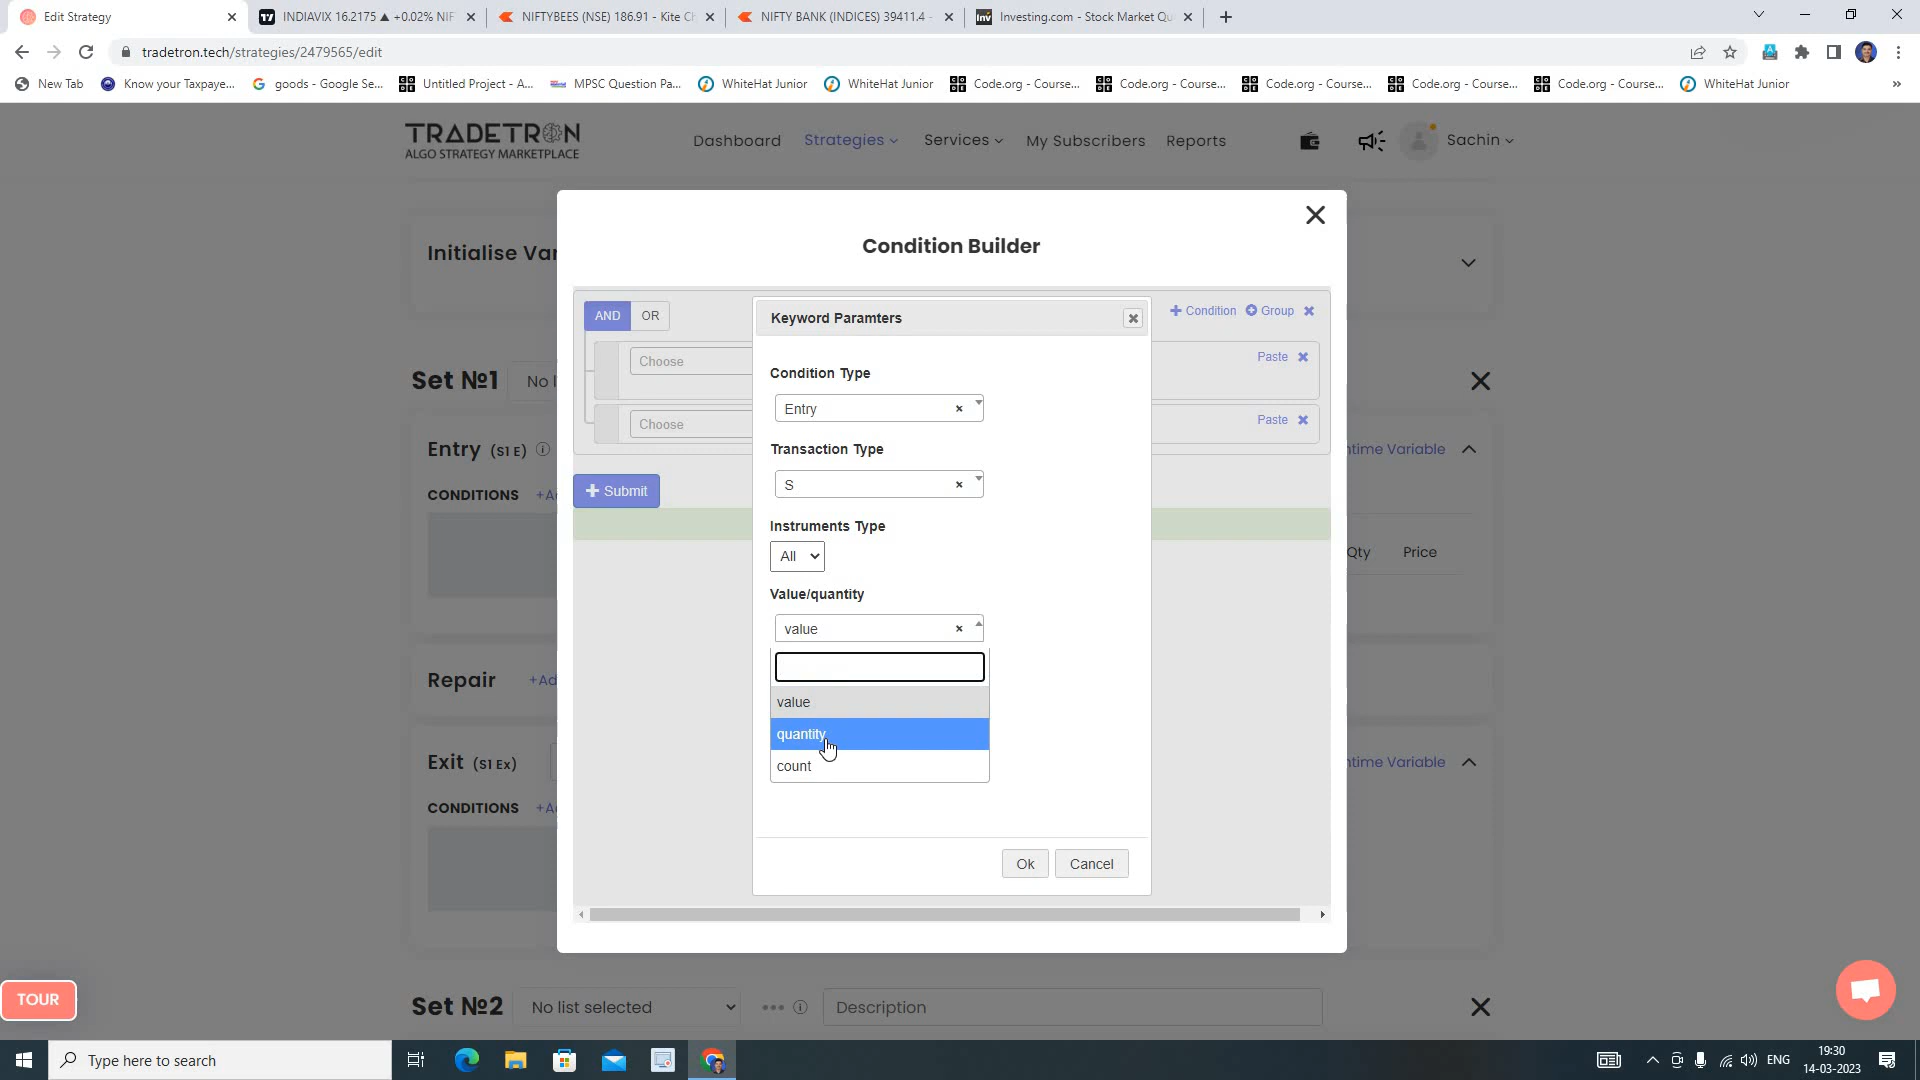 Edit Strategy
INDIAVIX 16.2175 ▲ +0.02% NIF
NIFTYBEES (NSE) 186.91 - Kite Ch
NIFTY BANK (INDICES) 39411.4 -
Investing.com - Stock Market Qu
tradetron.tech/strategies/2479565/edit
New Tab
Know your Taxpaye...
goods - Google Se...
Untitled Project - A...
MPSC Question Pa...
WhiteHat Junior
WhiteHat Junior
Code.org - Course...
Code.org - Course...
Code.org - Course...
Code.org - Course...
Code.org - Course...
WhiteHat Junior
»
TRADETRON
ALGO STRATEGY MARKETPLACE
Dashboard
Strategies
Services
My Subscribers
Reports
Sachin
Condition Builder
Initialise Var
AND OR
Keyword Paramters
+ Condition Group
Choose
Paste
Condition Type
Entry
Set №1
No l
Choose
Paste
Transaction Type
S
Entry (S1 E)
ntime Variable
CONDITIONS +A
+ Submit
Instruments Type
All
Qty Price
Value/quantity
value
value
quantity
count
Repair +Ad
Exit (S1 Ex)
ntime Variable
CONDITIONS +A
Ok Cancel
TOUR
Set №2
No list selected
Description
Type here to search
ENG
19:30
14-03-2023